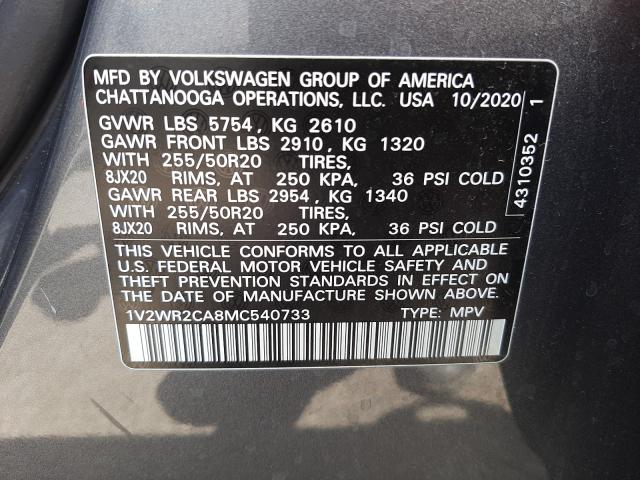 MFD BY VOLKSWAGEN GROUP OF AMERICA
CHATTANOOGA OPERATIONS, LLC. USA 10/2020
GVWR LBS 5754, KG 2610
GAWR FRONT LBS 2910, KG 1320
WITH 255/50R20 TIRES,
8JX20 RIMS, AT 250 KPA, 36 PSI COLD
GAWR REAR LBS 2954, KG 1340
WITH 255/50R20 TIRES,
8JX20 RIMS, AT 250 KPA, 36 PSI COLD
THIS VEHICLE CONFORMS TO ALL APPLICABLE
U.S. FEDERAL MOTOR VEHICLE SAFETY AND
THEFT PREVENTION STANDARDS IN EFFECT ON
THE DATE OF MANUFACTURE SHOWN ABOVE.
1V2WR2CA8MC540733 TYPE: MPV
4310352 1